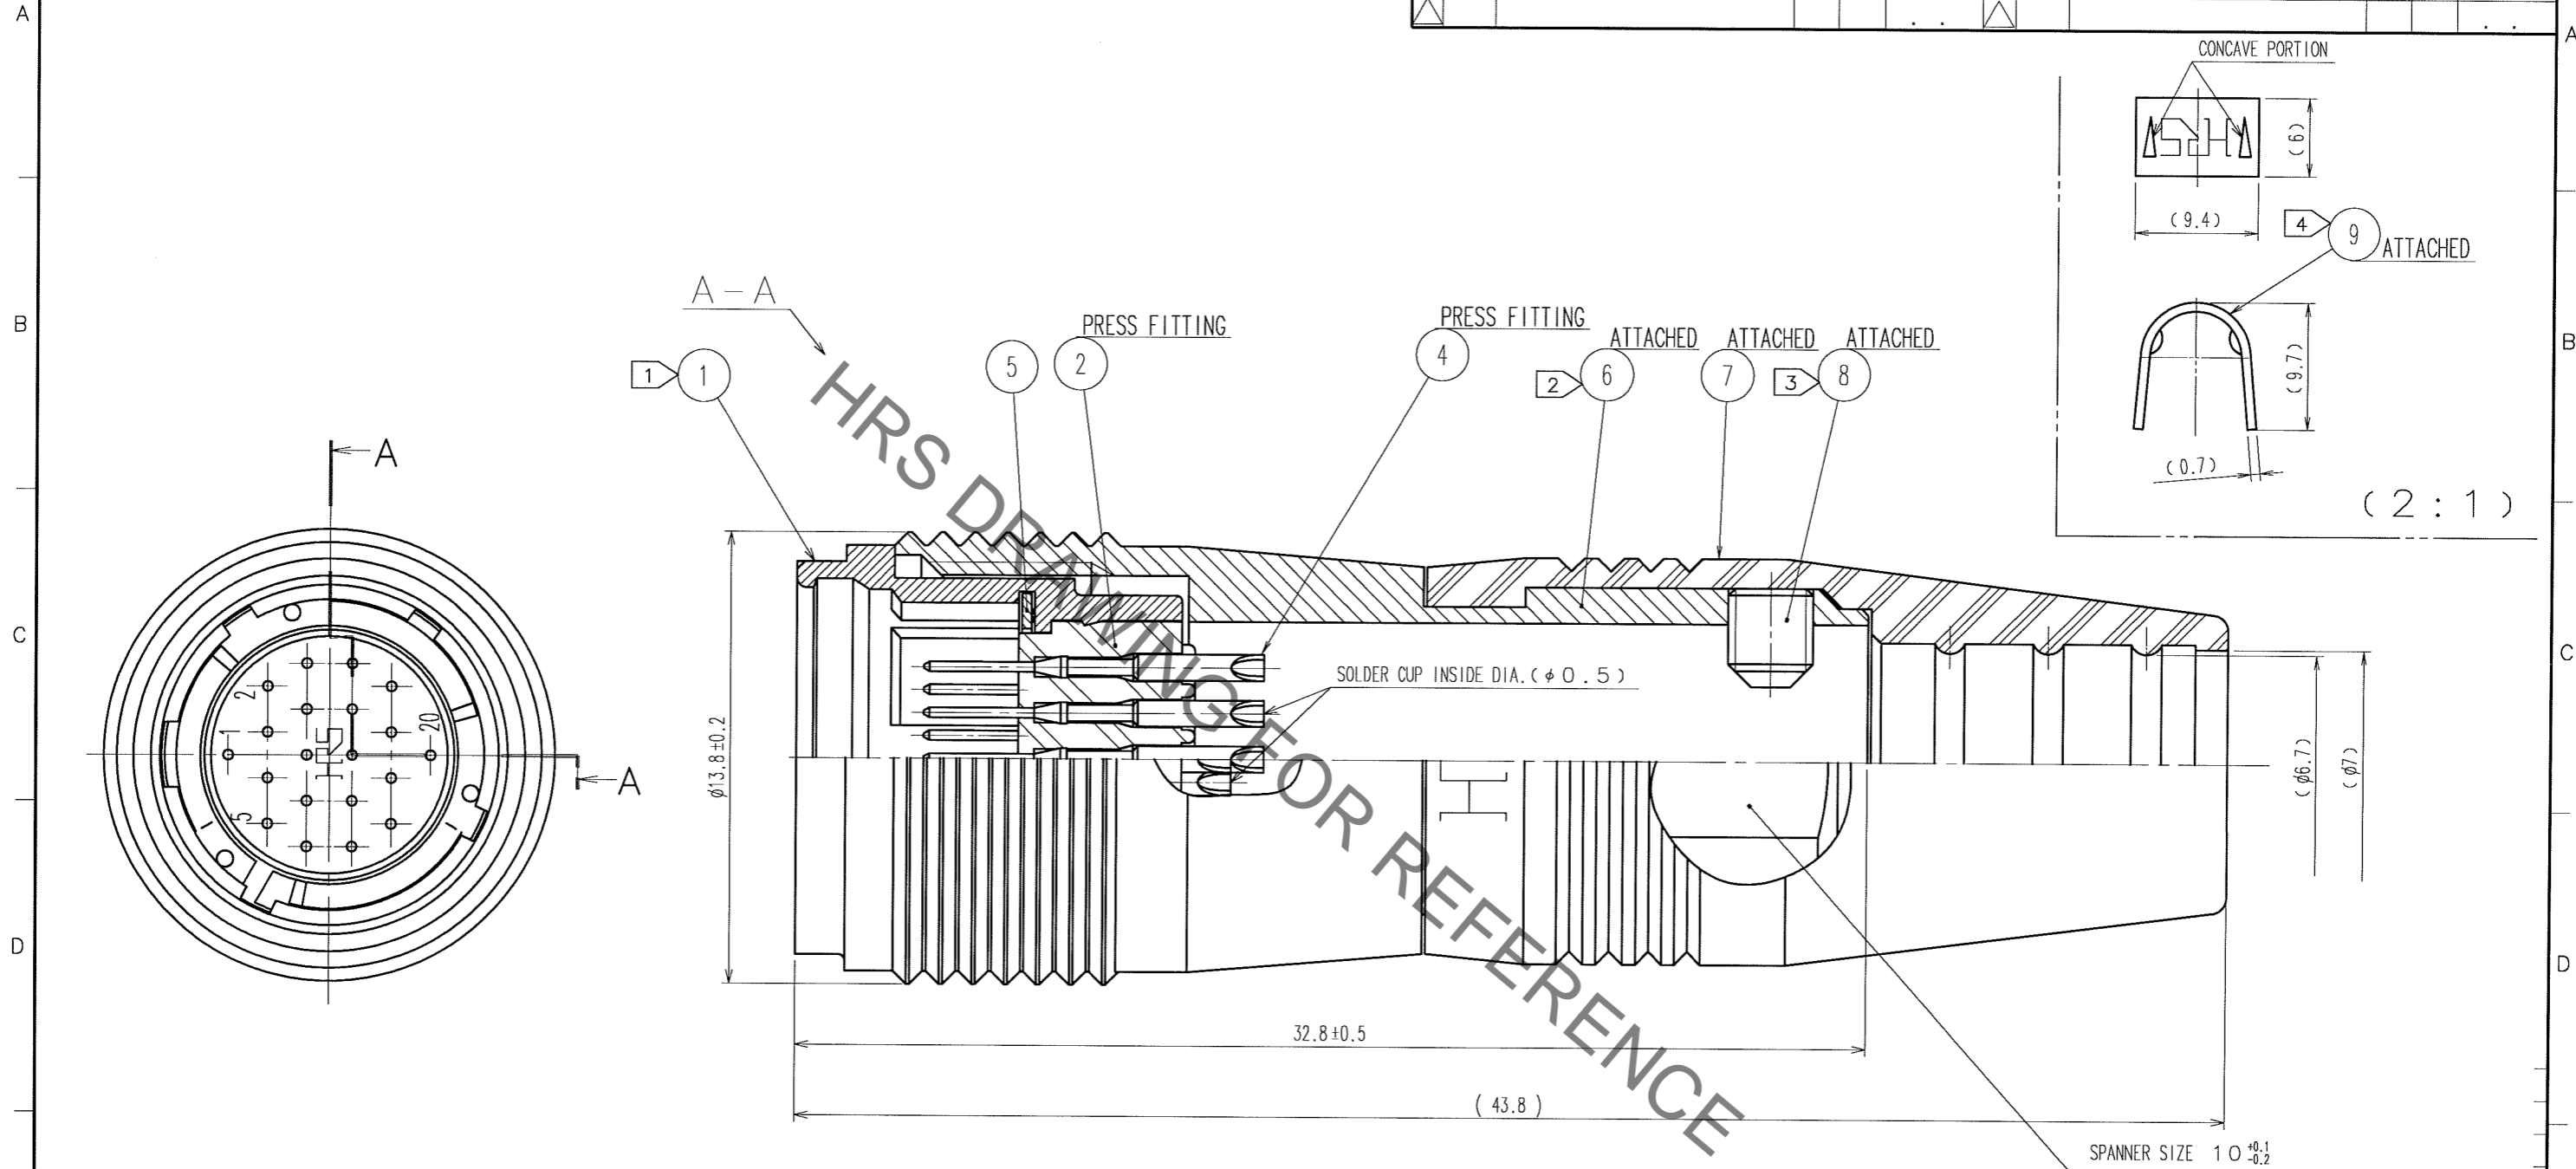 A
A
CONCAVE PORTION
HRS
(6)
(9.4)
4 9 ATTACHED
(9.7)
(0.7)
(2:1)
A-A
B
B
PRESS FITTING
PRESS FITTING
ATTACHED
ATTACHED
ATTACHED
1 1
5
2
4
2 6
7
3 8
A
HRS DRAWING FOR REFERENCE
C
C
SOLDER CUP INSIDE DIA.(φ0.5)
2
1
20
5
HRS
A
φ13.8±0.2
H
(φ6.7)
(φ7)
D
D
32.8±0.5
(43.8)
SPANNER SIZE 10 +0.1 -0.2